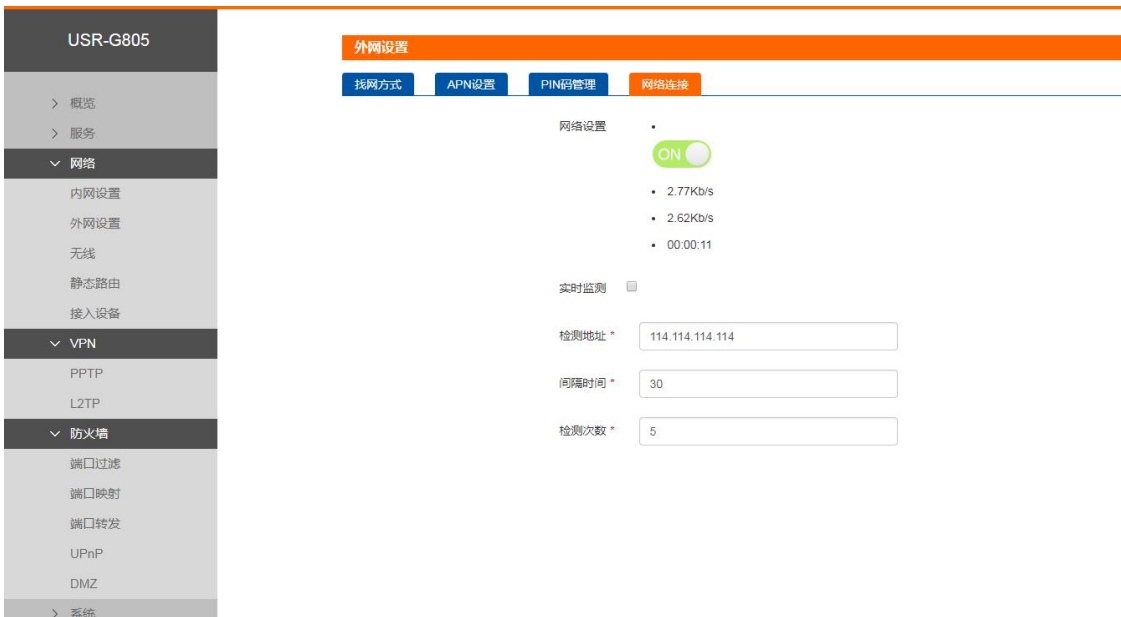 USR-G805
概览
服务
网络
内网设置
外网设置
无线
静态路由
接入设备
VPN
PPTP
L2TP
防火墙
端口过滤
端口映射
端口转发
UPnP
DMZ
系统
外网设置
找网方式 APN设置 PIN码管理 网络连接
网络设置
ON
2.77Kb/s
2.62Kb/s
00:00:11
实时监测
检测地址 * 114.114.114.114
间隔时间 * 30
检测次数 * 5